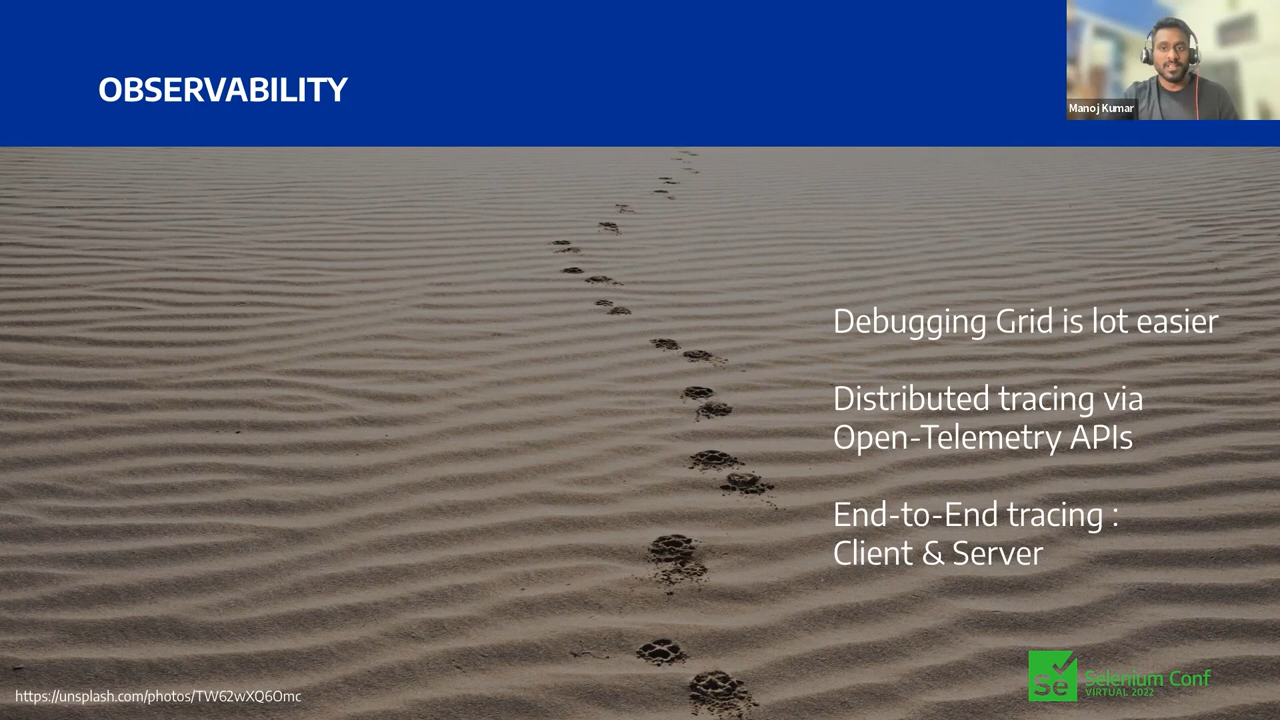 OBSERVABILITY
Manoj Kumar
Debugging Grid is lot easier
Distributed tracing via
Open-Telemetry APIs
End-to-End tracing :
Client & Server
https://unsplash.com/photos/TW62wXQ6Omc
Se
Selenium Conf
VIRTUAL 2022